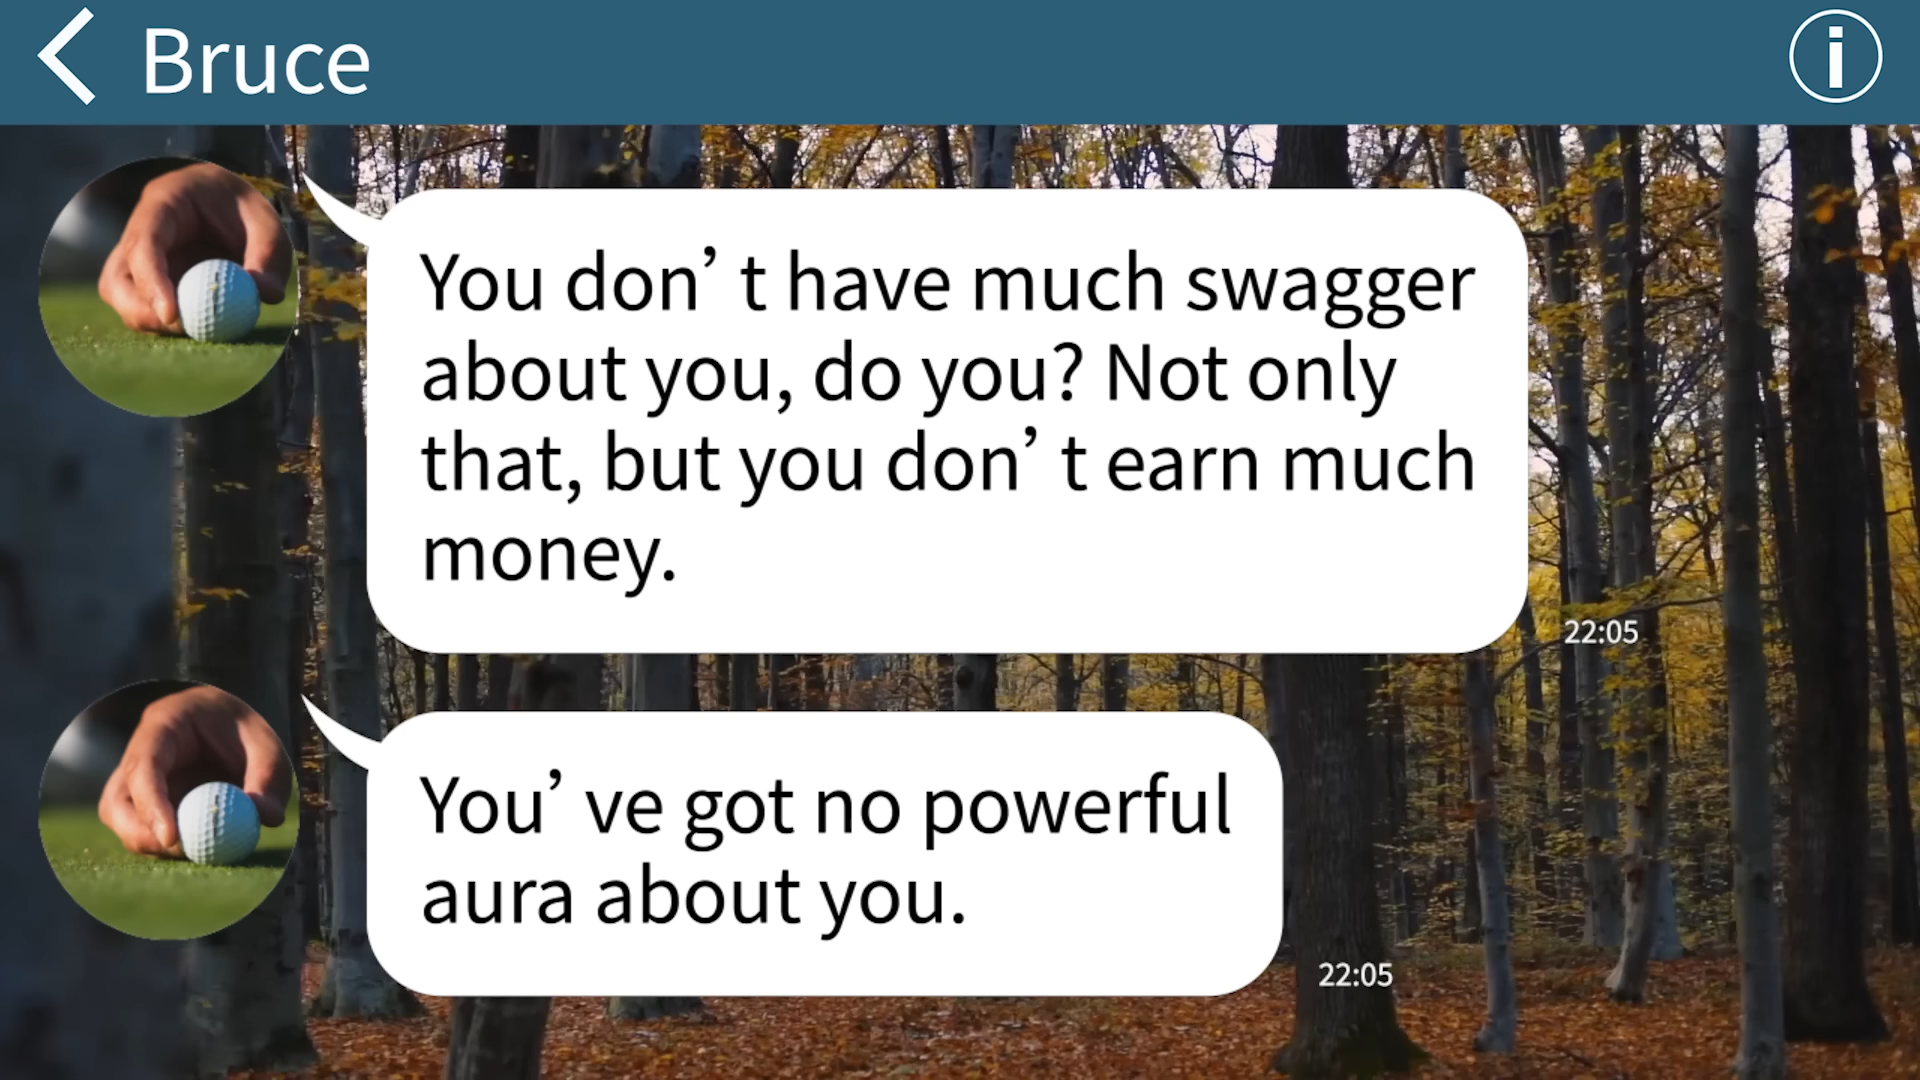 Bruce
You don’ t have much swagger
about you, do you? Not only
that, but you don’ t earn much
money.
22:05
You’ ve got no powerful
aura about you.
22:05